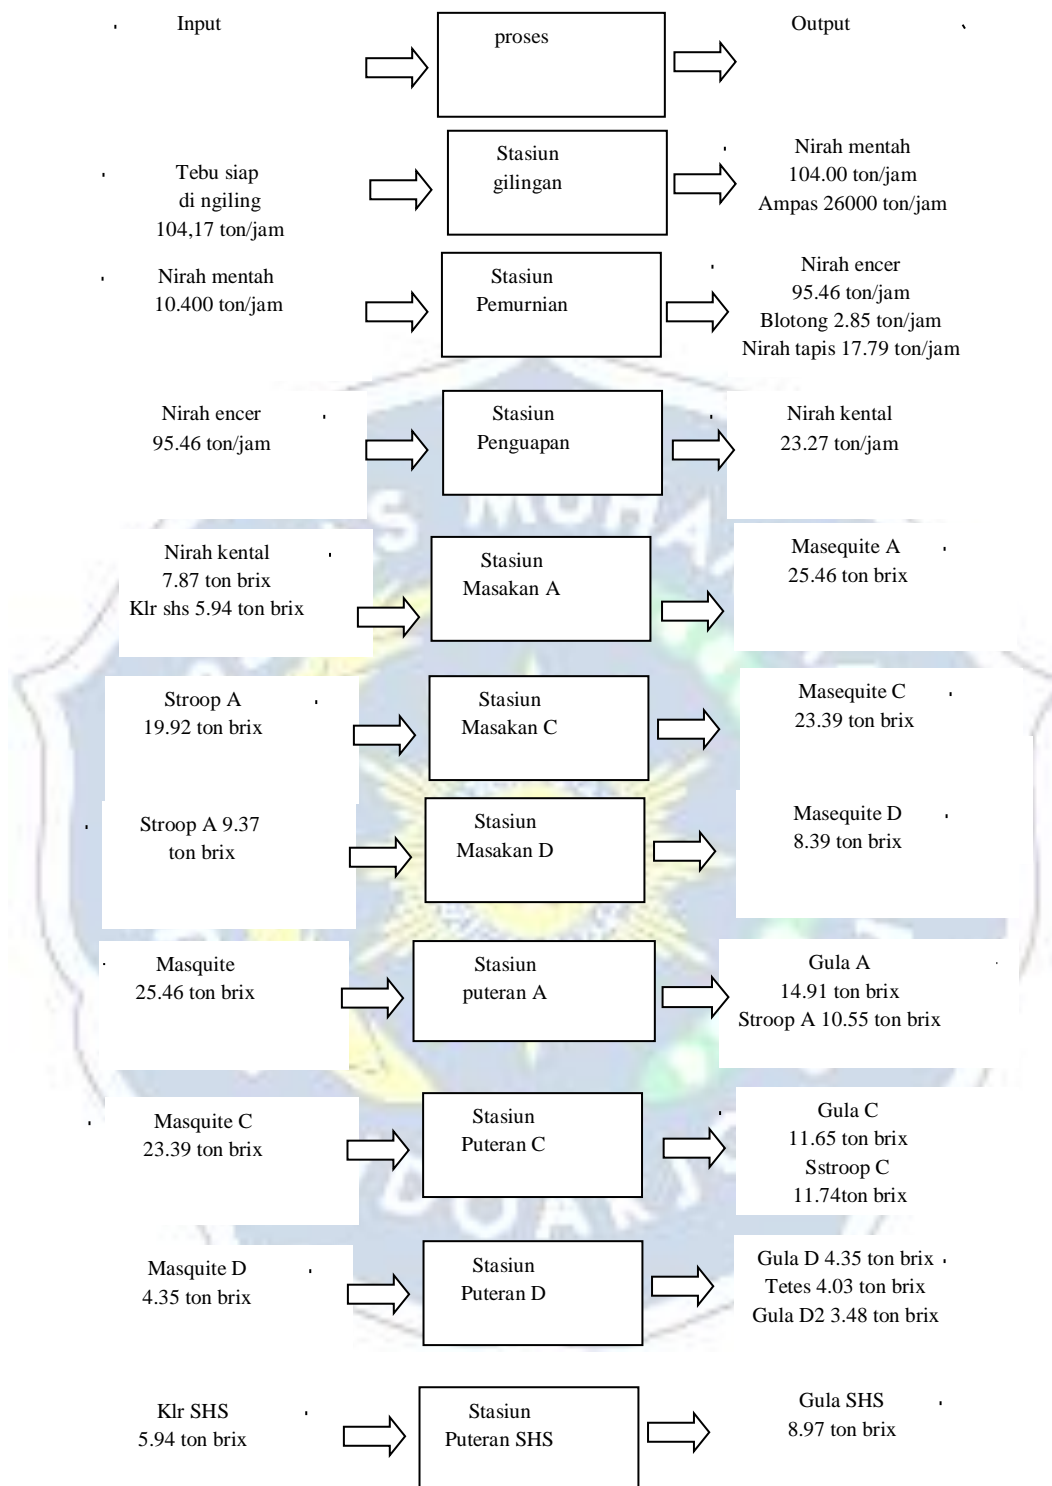 Input
proses
Output
Tebu siap
di ngiling
104,17 ton/jam
Stasiun
gilingan
Nirah mentah
104.00 ton/jam
Ampas 26000 ton/jam
Nirah mentah
10.400 ton/jam
Stasiun
Pemurnian
Nirah encer
95.46 ton/jam
Blotong 2.85 ton/jam
Nirah tapis 17.79 ton/jam
Nirah encer
95.46 ton/jam
Stasiun
Penguapan
Nirah kental
23.27 ton/jam
Nirah kental
7.87 ton brix
Klr shs 5.94 ton brix
Stasiun
Masakan A
Masequite A
25.46 ton brix
Stroop A
19.92 ton brix
Stasiun
Masakan C
Masequite C
23.39 ton brix
Stroop A 9.37
ton brix
Stasiun
Masakan D
Masequite D
8.39 ton brix
Masquite
25.46 ton brix
Stasiun
puteran A
Gula A
14.91 ton brix
Stroop A 10.55 ton brix
Masquite C
23.39 ton brix
Stasiun
Puteran C
Gula C
11.65 ton brix
Sstroop C
11.74ton brix
Masquite D
4.35 ton brix
Stasiun
Puteran D
Gula D 4.35 ton brix
Tetes 4.03 ton brix
Gula D2 3.48 ton brix
Klr SHS
5.94 ton brix
Stasiun
Puteran SHS
Gula SHS
8.97 ton brix